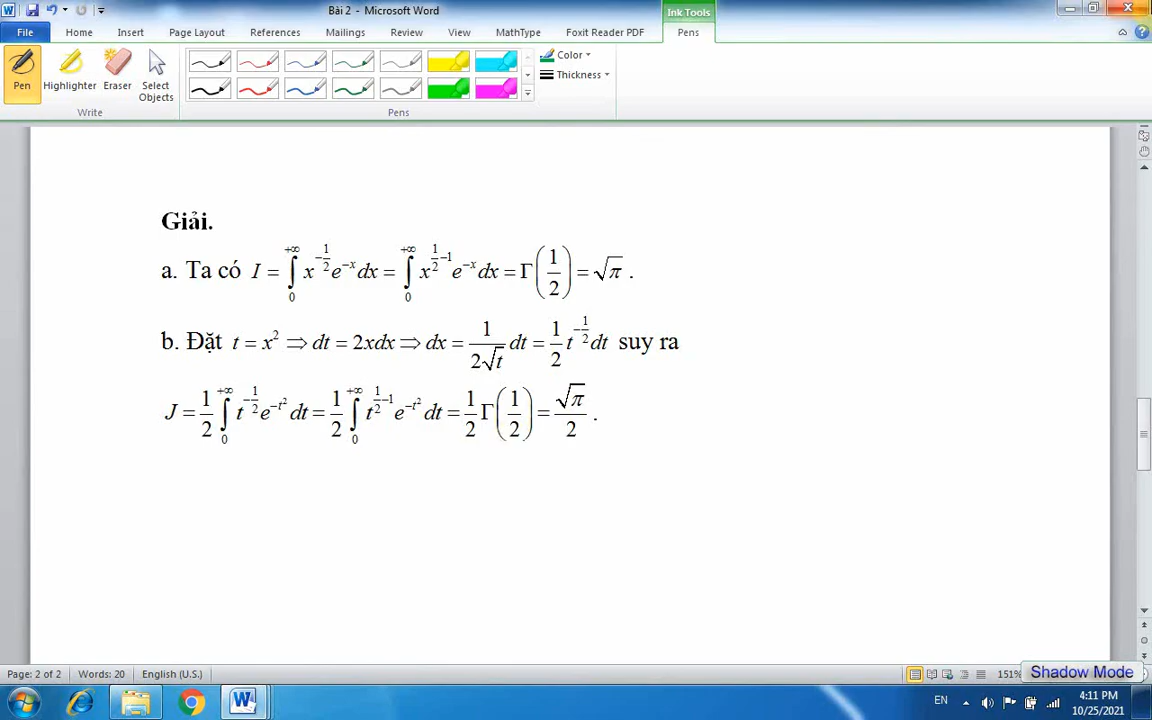 Bài 2 - Microsoft Word
Ink Tools
File Home Insert Page Layout References Mailings Review View MathType Foxit Reader PDF Pens
Pen Highlighter Eraser Select Objects
Color
Thickness
Write Pens
Giải.
a. Ta có I = ∫₀^{+∞} x^{-1/2} e^{-x} dx = ∫₀^{+∞} x^{1/2-1} e^{-x} dx = Γ(1/2) = √π .
b. Đặt t = x² ⇒ dt = 2xdx ⇒ dx = 1/(2√t) dt = 1/2 t^{-1/2} dt suy ra
J = 1/2 ∫₀^{+∞} t^{-1/2} e^{-t²} dt = 1/2 ∫₀^{+∞} t^{1/2-1} e^{-t²} dt = 1/2 Γ(1/2) = √π/2 .
Page: 2 of 2 Words: 20 English (U.S.) 151%
Shadow Mode
EN 4:11 PM
10/25/2021